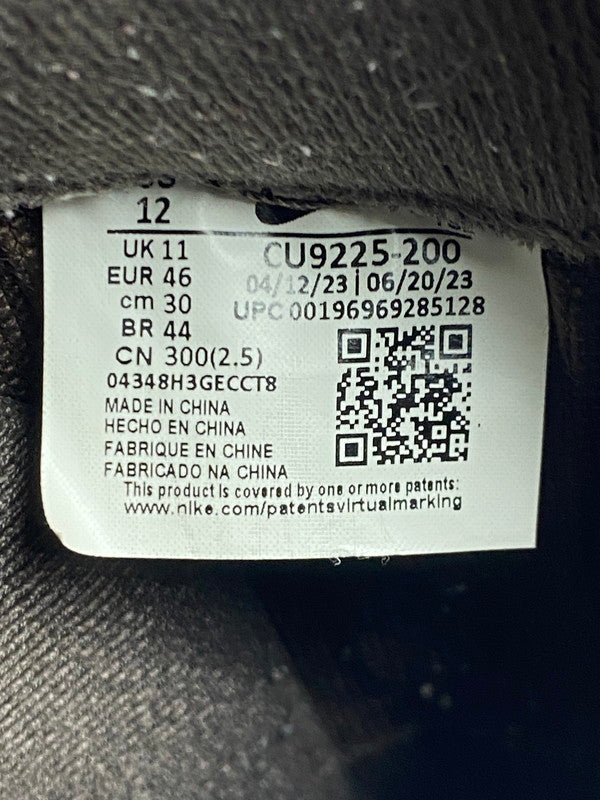 12
UK 11
EUR 46
cm 30
BR 44
CN 300(2.5)
04348H3GECCT8
CU9225-200
04/12/23 | 06/20/23
UPC 00196969285128
MADE IN CHINA
HECHO EN CHINA
FABRIQUE EN CHINE
FABRICADO NA CHINA
This product is covered by one or more patents:
www.nike.com/patentsvirtualmarking